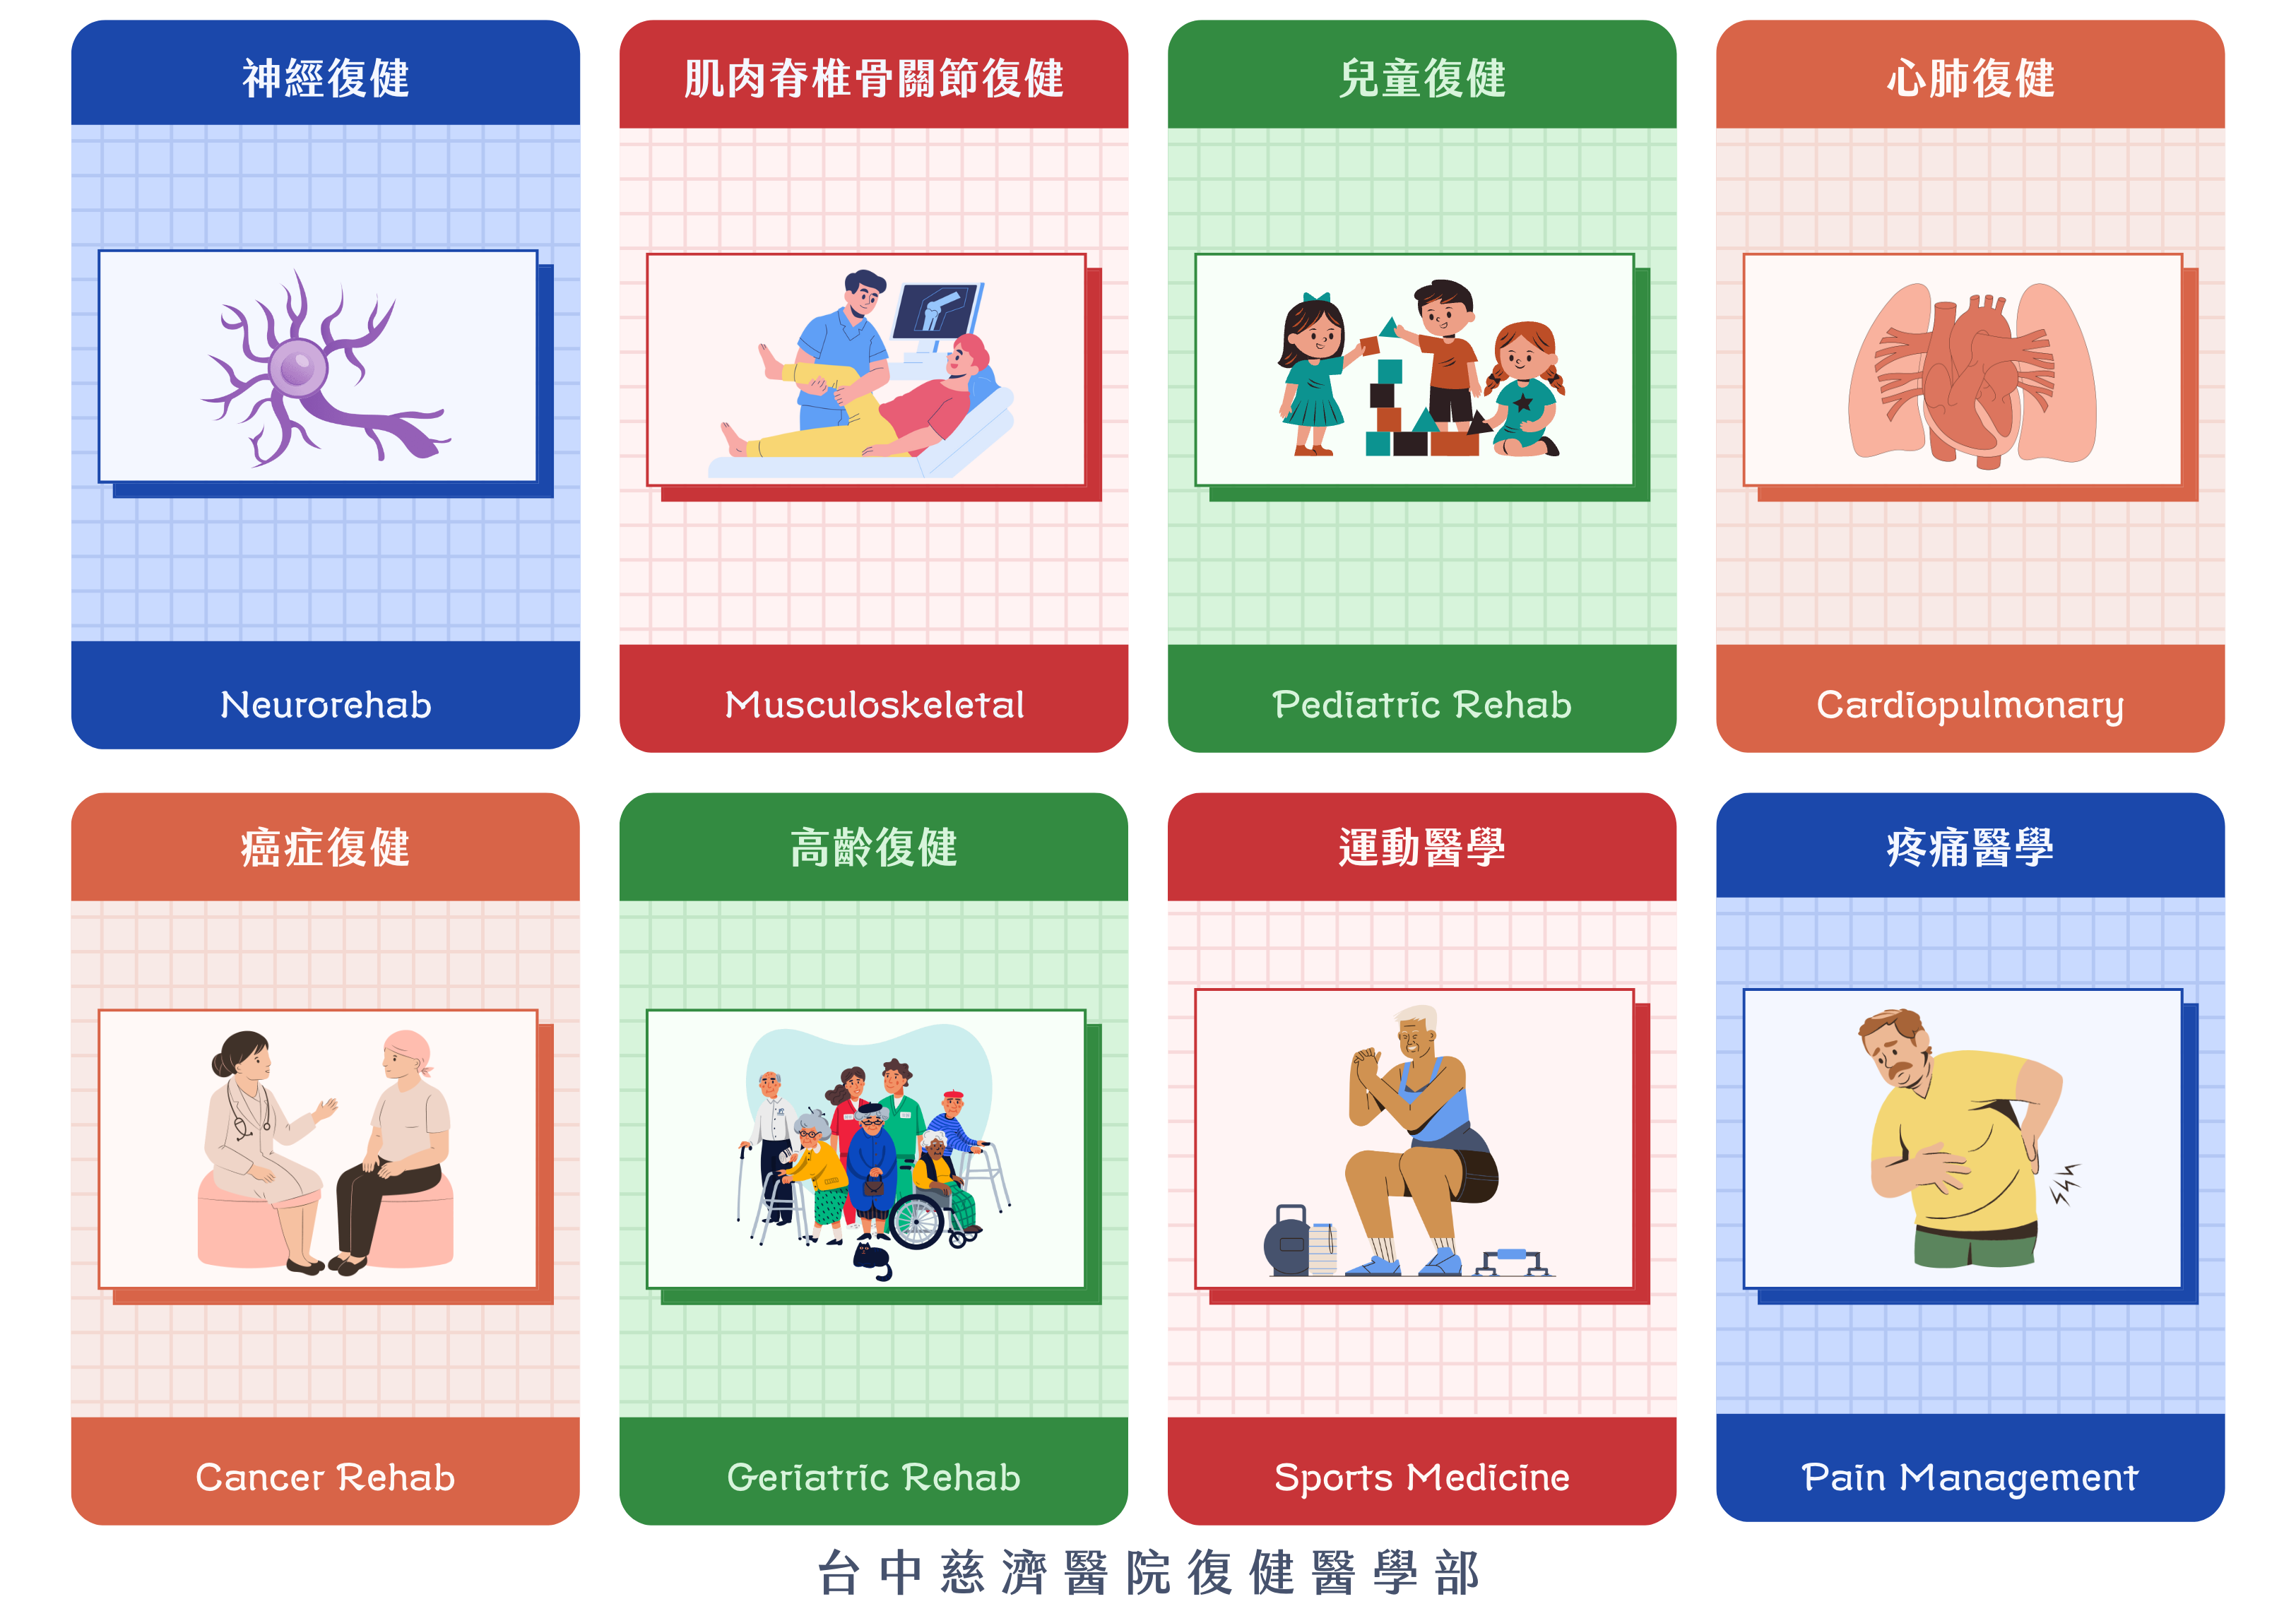 神經復健
Neurorehab
肌肉脊椎骨關節復健
Musculoskeletal
兒童復健
Pediatric Rehab
心肺復健
Cardiopulmonary
癌症復健
Cancer Rehab
高齡復健
Geriatric Rehab
運動醫學
Sports Medicine
疼痛醫學
Pain Management
台中慈濟醫院復健醫學部